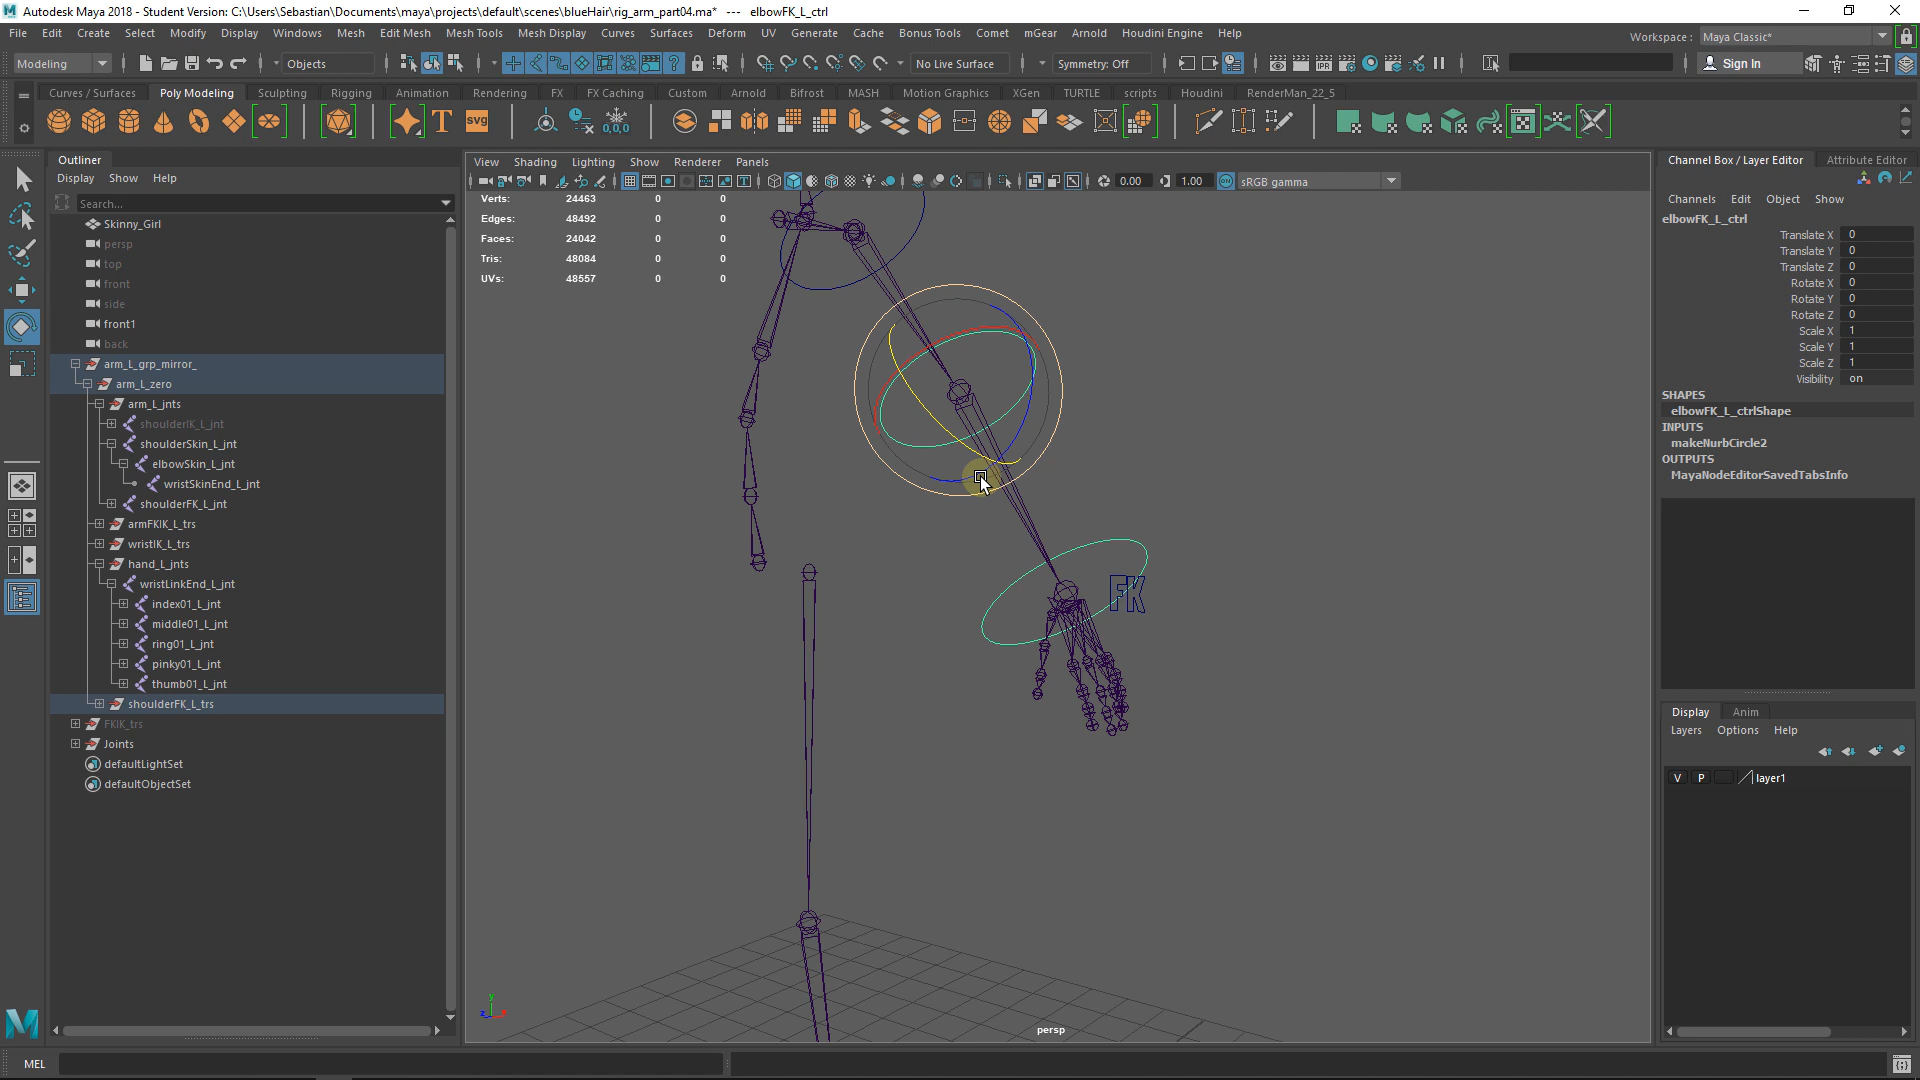 Autodesk Maya 2018 - Student Version: C:\Users\Sebastian\Documents\maya\projects\default\scenes\blueHair\rig_arm_part04.ma* --- elbowFK_L_ctrl
File Edit Create Select Modify Display Windows Mesh Edit Mesh Mesh Tools Mesh Display Curves Surfaces Deform UV Generate Cache Bonus Tools Comet mGear Arnold Houdini Engine Help
Workspace : Maya Classic*
Modeling Objects No Live Surface Symmetry: Off Sign In
Curves / Surfaces Poly Modeling Sculpting Rigging Animation Rendering FX FX Caching Custom Arnold Bifrost MASH Motion Graphics XGen TURTLE scripts Houdini RenderMan_22_5
T svg 0,0,0
Outliner
Display Show Help
Search...
Skinny_Girl
persp
top
front
side
front1
back
arm_L_grp_mirror_
arm_L_zero
arm_L_jnts
shoulderIK_L_jnt
shoulderSkin_L_jnt
elbowSkin_L_jnt
wristSkinEnd_L_jnt
shoulderFK_L_jnt
armFKIK_L_trs
wristIK_L_trs
hand_L_jnts
wristLinkEnd_L_jnt
index01_L_jnt
middle01_L_jnt
ring01_L_jnt
pinky01_L_jnt
thumb01_L_jnt
shoulderFK_L_trs
FKIK_trs
Joints
defaultLightSet
defaultObjectSet
View Shading Lighting Show Renderer Panels
0.00 1.00 ON sRGB gamma
Verts: 24463 0 0
Edges: 48492 0 0
Faces: 24042 0 0
Tris: 48084 0 0
UVs: 48557 0 0
FK
y
z
persp
Channel Box / Layer Editor Attribute Editor
Channels Edit Object Show
elbowFK_L_ctrl
Translate X 0
Translate Y 0
Translate Z 0
Rotate X 0
Rotate Y 0
Rotate Z 0
Scale X 1
Scale Y 1
Scale Z 1
Visibility on
SHAPES
elbowFK_L_ctrlShape
INPUTS
makeNurbCircle2
OUTPUTS
MayaNodeEditorSavedTabsInfo
Display Anim
Layers Options Help
V P layer1
MEL